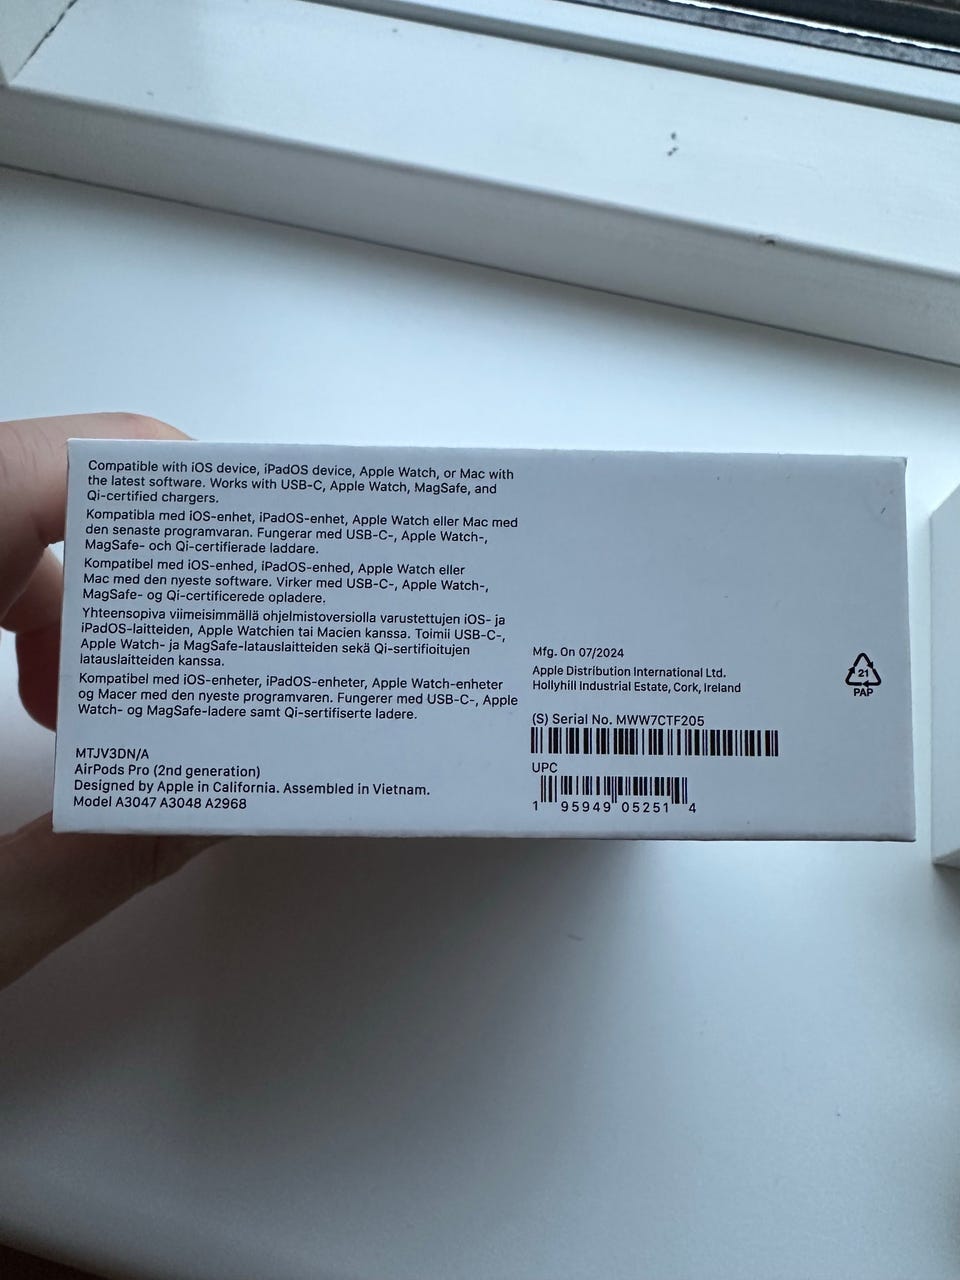 Compatible with iOS device, iPadOS device, Apple Watch, or Mac with
the latest software. Works with USB-C, Apple Watch, MagSafe, and
Qi-certified chargers.
Kompatibla med iOS-enhet, iPadOS-enhet, Apple Watch eller Mac med
den senaste programvaran. Fungerar med USB-C-, Apple Watch-,
MagSafe- och Qi-certifierade laddare.
Kompatibel med iOS-enhed, iPadOS-enhed, Apple Watch eller
Mac med den nyeste software. Virker med USB-C-, Apple Watch-,
MagSafe- og Qi-certificerede opladere.
Yhteensopiva viimeisimmällä ohjelmistoversiolla varustettujen iOS- ja
iPadOS-laitteiden, Apple Watchien tai Macien kanssa. Toimii USB-C-,
Apple Watch- ja MagSafe-latauslaitteiden sekä Qi-sertifioitujen
latauslaitteiden kanssa.
Kompatibel med iOS-enheter, iPadOS-enheter, Apple Watch-enheter
og Macer med den nyeste programvaren. Fungerer med USB-C-, Apple
Watch- og MagSafe-ladere samt Qi-sertifiserte ladere.
MTJV3DN/A
AirPods Pro (2nd generation)
Designed by Apple in California. Assembled in Vietnam.
Model A3047 A3048 A2968
Mfg. On 07/2024
Apple Distribution International Ltd.
Hollyhill Industrial Estate, Cork, Ireland
(S) Serial No. MWW7CTF205
UPC
1 95949 05251 4
21
PAP